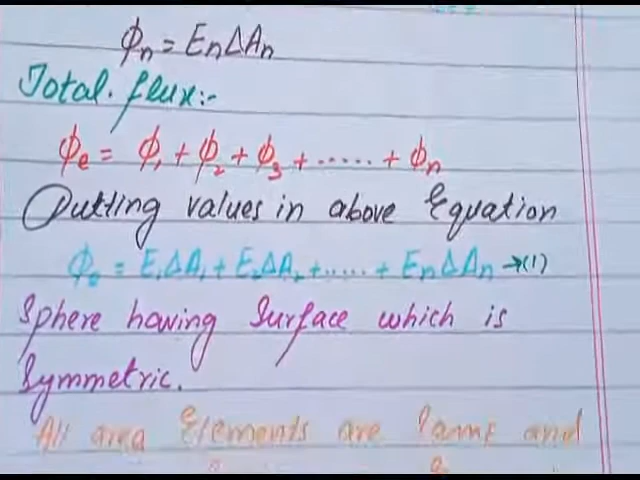 ϕn = EnΔAn
Total. flux:-
ϕe = ϕ1 + ϕ2 + ϕ3 + ...... + ϕn
Putting values in above Equation
ϕe = E1ΔA1 + E2ΔA2 + ...... + EnΔAn →(1)
Sphere having Surface which is
Symmetric.
All area Elements are same and